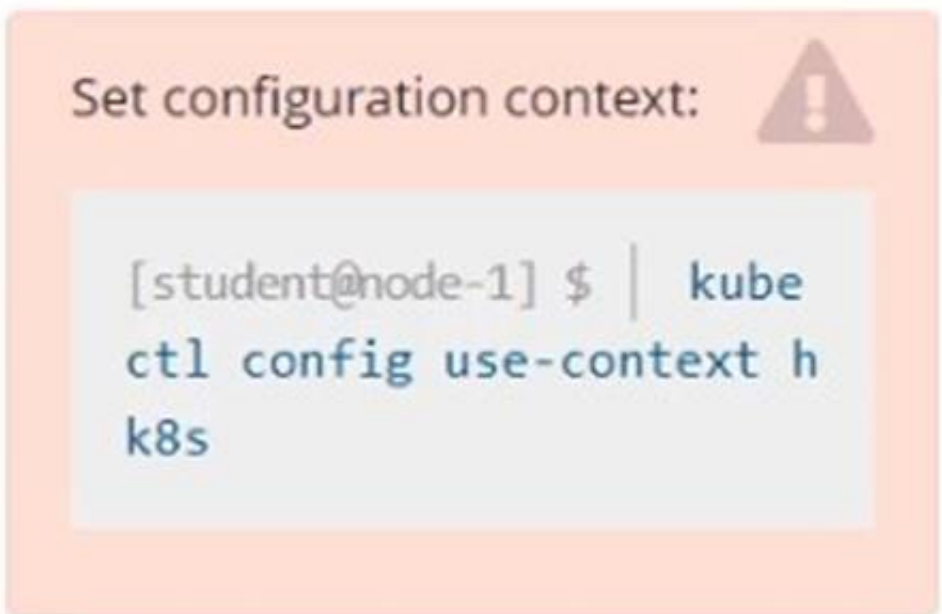 Set configuration context:
[student@node-1] $ | kube
ctl config use-context h
k8s